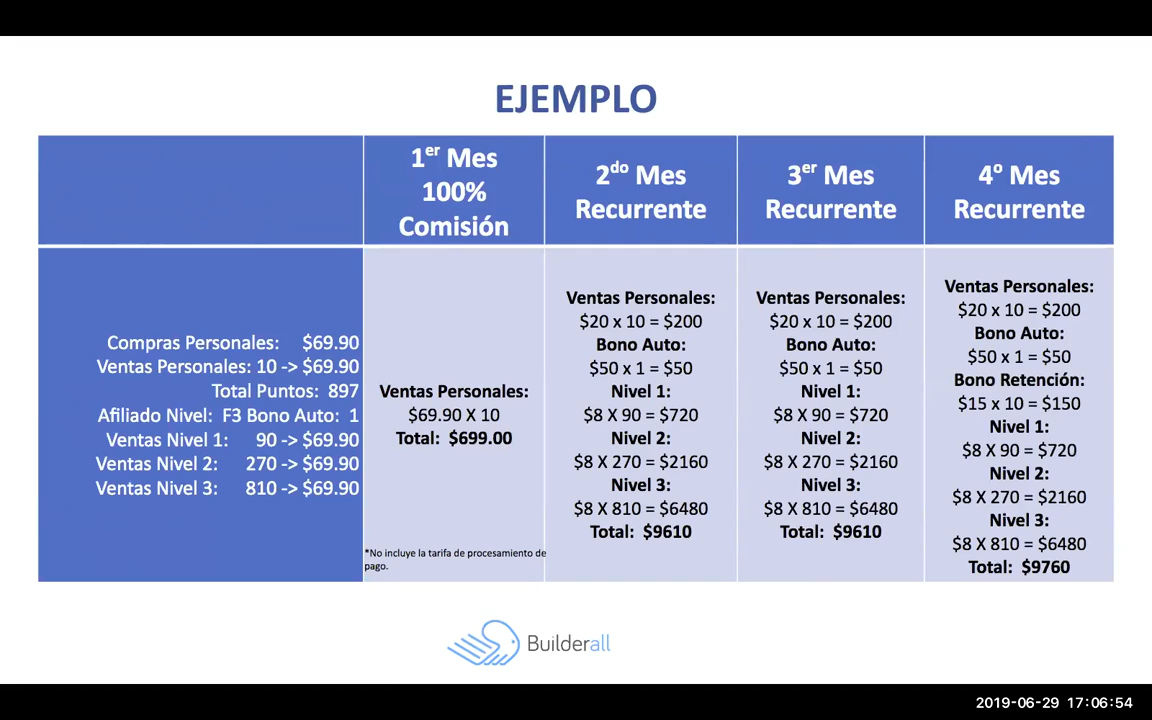 EJEMPLO
1er Mes
100%
Comisión
2do Mes
Recurrente
3er Mes
Recurrente
4º Mes
Recurrente
Compras Personales: $69.90
Ventas Personales: 10 -> $69.90
Total Puntos: 897
Afiliado Nivel: F3 Bono Auto: 1
Ventas Nivel 1: 90 -> $69.90
Ventas Nivel 2: 270 -> $69.90
Ventas Nivel 3: 810 -> $69.90
Ventas Personales:
$69.90 X 10
Total: $699.00
*No incluye la tarifa de procesamiento de
pago.
Ventas Personales:
$20 x 10 = $200
Bono Auto:
$50 x 1 = $50
Nivel 1:
$8 X 90 = $720
Nivel 2:
$8 X 270 = $2160
Nivel 3:
$8 X 810 = $6480
Total: $9610
Ventas Personales:
$20 x 10 = $200
Bono Auto:
$50 x 1 = $50
Nivel 1:
$8 X 90 = $720
Nivel 2:
$8 X 270 = $2160
Nivel 3:
$8 X 810 = $6480
Total: $9610
Ventas Personales:
$20 x 10 = $200
Bono Auto:
$50 x 1 = $50
Bono Retención:
$15 x 10 = $150
Nivel 1:
$8 X 90 = $720
Nivel 2:
$8 X 270 = $2160
Nivel 3:
$8 X 810 = $6480
Total: $9760
Builderall
2019-06-29 17:06:54